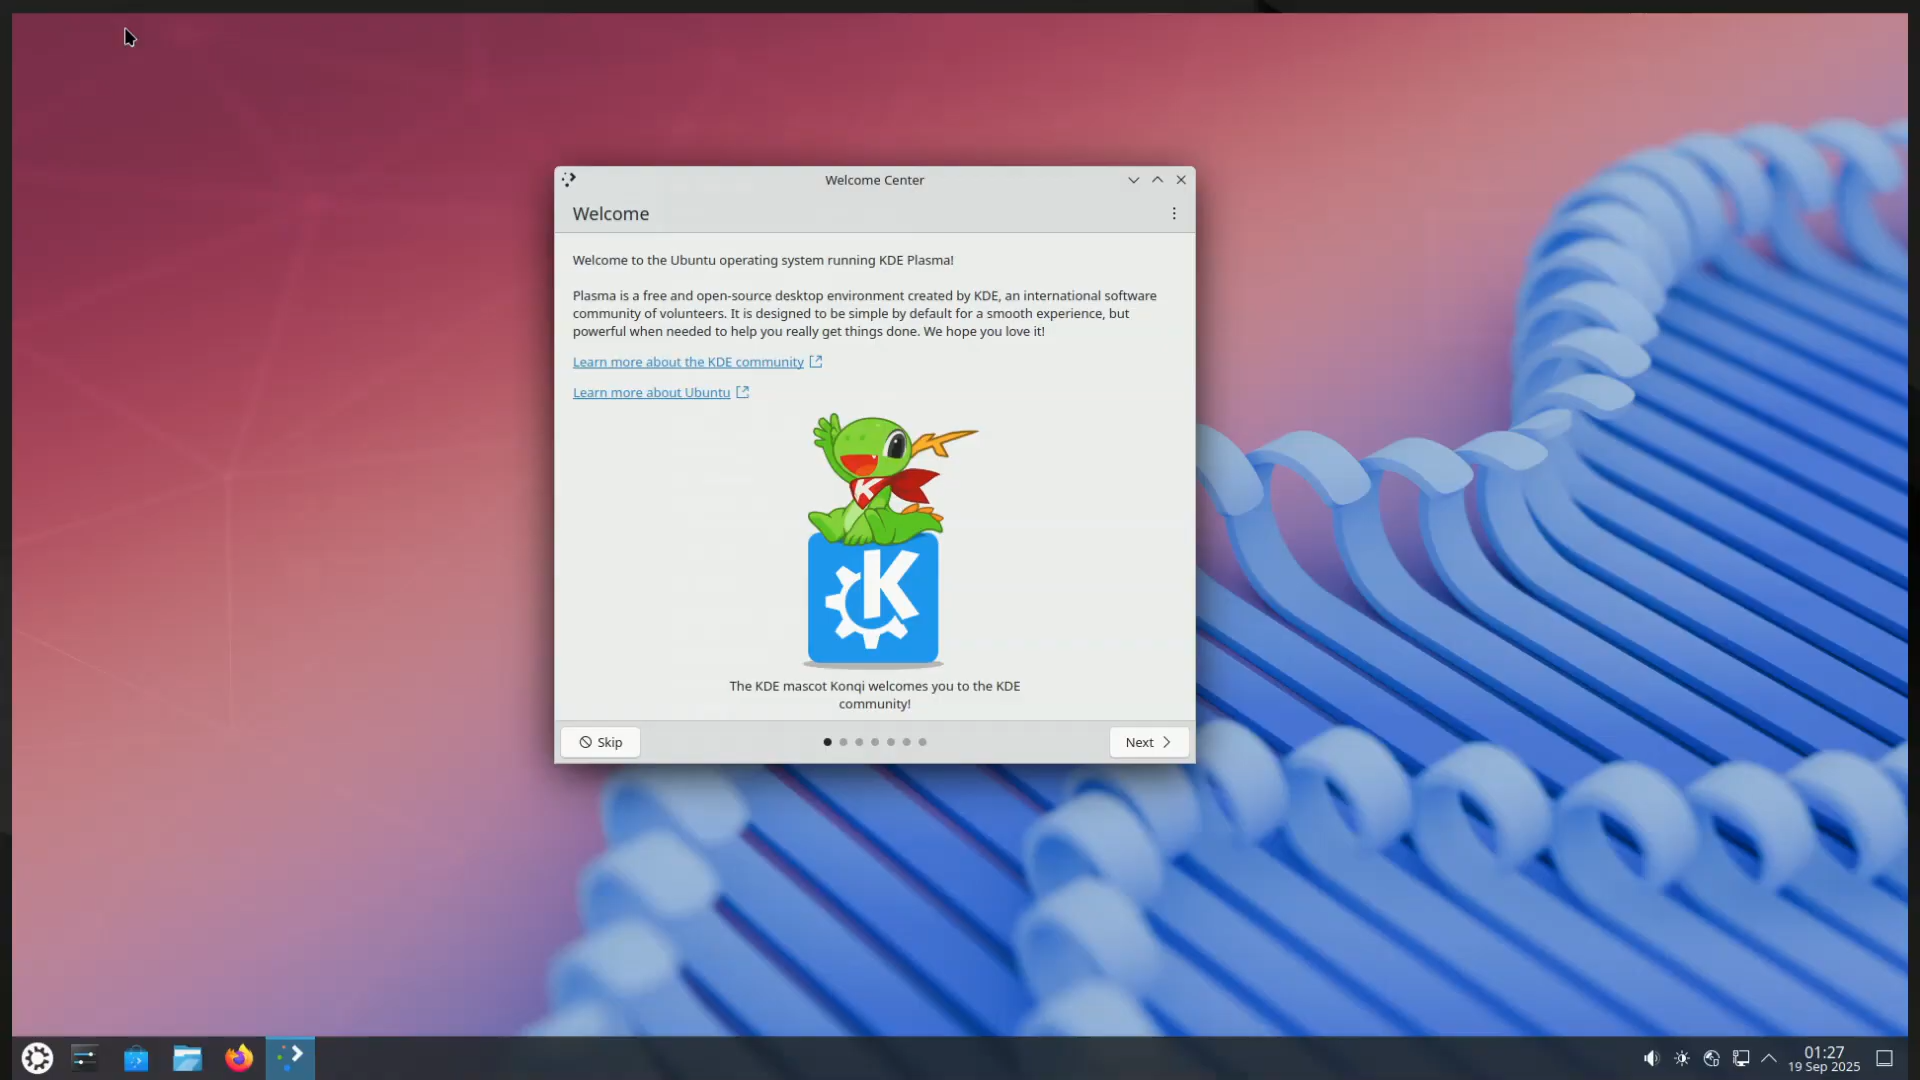 Welcome Center
Welcome
Welcome to the Ubuntu operating system running KDE Plasma!
Plasma is a free and open-source desktop environment created by KDE, an international software
community of volunteers. It is designed to be simple by default for a smooth experience, but
powerful when needed to help you really get things done. We hope you love it!
Learn more about the KDE community
Learn more about Ubuntu
K
K
The KDE mascot Konqi welcomes you to the KDE
community!
Skip
Next
01:27
19 Sep 2025